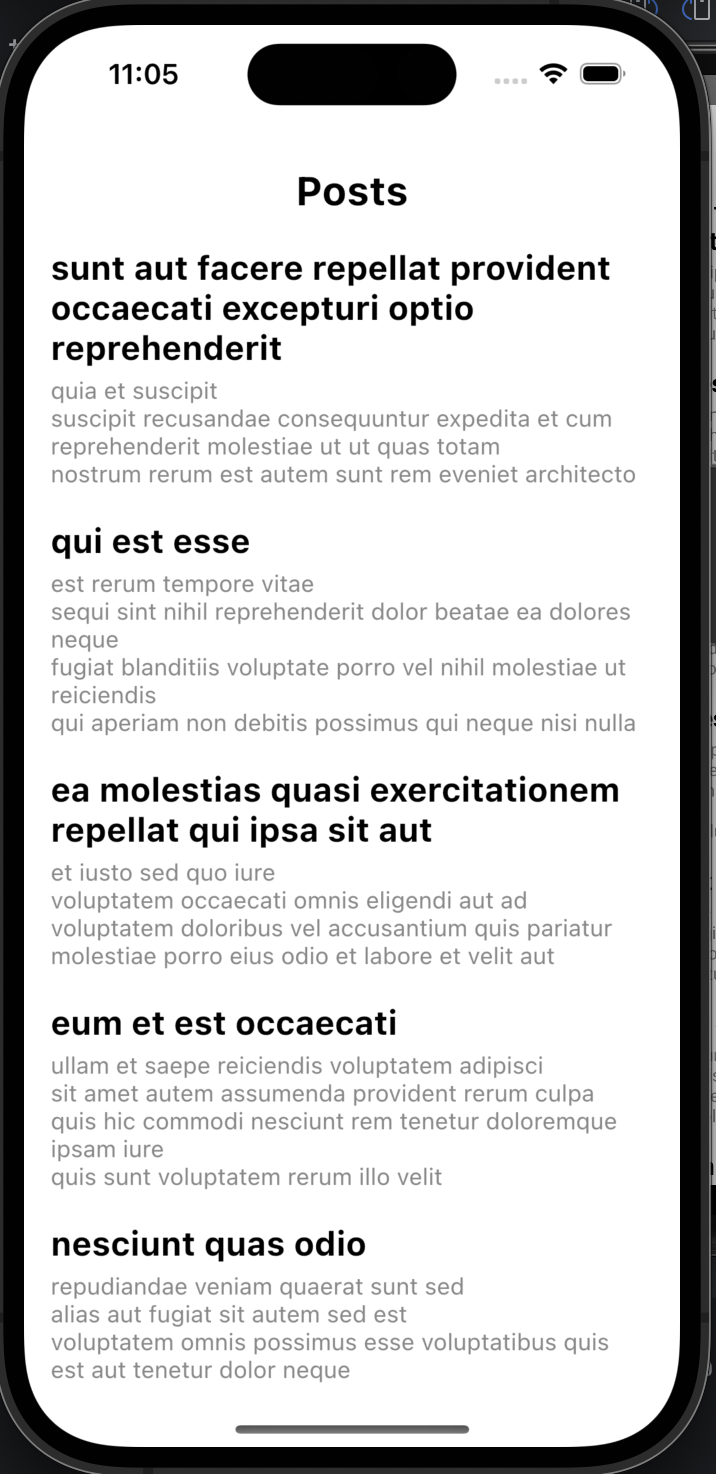 11:05
Posts
sunt aut facere repellat provident
occaecati excepturi optio
reprehenderit
quia et suscipit
suscipit recusandae consequuntur expedita et cum
reprehenderit molestiae ut ut quas totam
nostrum rerum est autem sunt rem eveniet architecto
qui est esse
est rerum tempore vitae
sequi sint nihil reprehenderit dolor beatae ea dolores
neque
fugiat blanditiis voluptate porro vel nihil molestiae ut
reiciendis
qui aperiam non debitis possimus qui neque nisi nulla
ea molestias quasi exercitationem
repellat qui ipsa sit aut
et iusto sed quo iure
voluptatem occaecati omnis eligendi aut ad
voluptatem doloribus vel accusantium quis pariatur
molestiae porro eius odio et labore et velit aut
eum et est occaecati
ullam et saepe reiciendis voluptatem adipisci
sit amet autem assumenda provident rerum culpa
quis hic commodi nesciunt rem tenetur doloremque
ipsam iure
quis sunt voluptatem rerum illo velit
nesciunt quas odio
repudiandae veniam quaerat sunt sed
alias aut fugiat sit autem sed est
voluptatem omnis possimus esse voluptatibus quis
est aut tenetur dolor neque